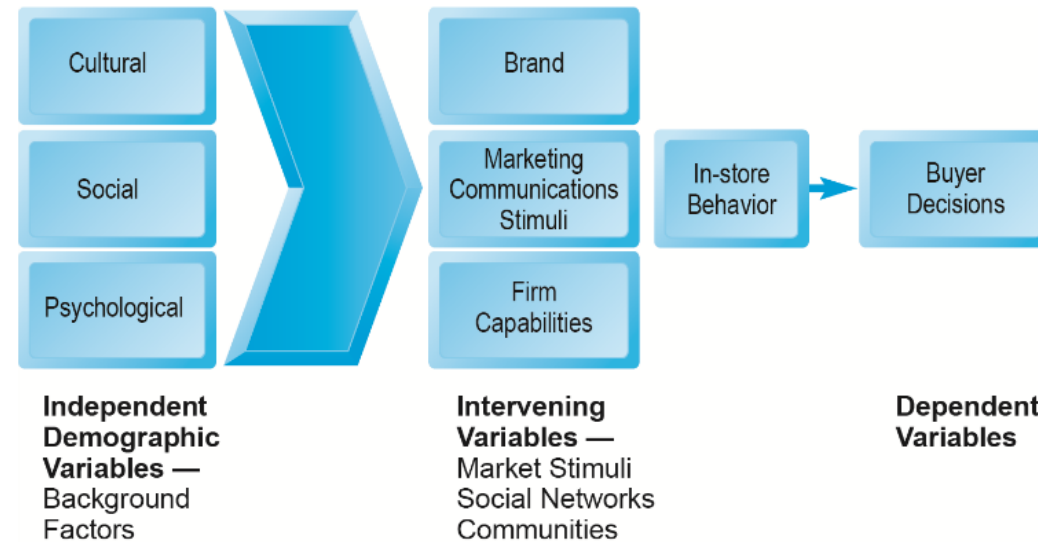 Cultural
Social
Psychological
Brand
Marketing
Communications
Stimuli
Firm
Capabilities
In-store
Behavior
Buyer
Decisions
Independent
Demographic
Variables —
Background
Factors
Intervening
Variables —
Market Stimuli
Social Networks
Communities
Dependent
Variables